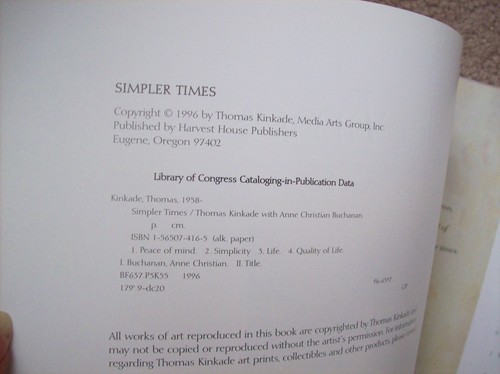 SIMPLER TIMES
Copyright © 1996 by Thomas Kinkade, Media Arts Group, Inc.
Published by Harvest House Publishers
Eugene, Oregon 97402
Library of Congress Cataloging-in-Publication Data
Kinkade, Thomas, 1958-
Simpler Times / Thomas Kinkade with Anne Christian Buchanan.
p. cm.
ISBN 1-56507-416-5 (alk. paper)
1. Peace of mind. 2. Simplicity 5. Life. 4. Quality of Life.
I. Buchanan, Anne Christian. II. Title.
BF637.P3K55 1996
179'.9-dc20
CIP
All works of art reproduced in this book are copyrighted by Thomas Kinkade and
may not be copied or reproduced without the artist's permission. For information
regarding Thomas Kinkade art prints, collectibles and other products, please